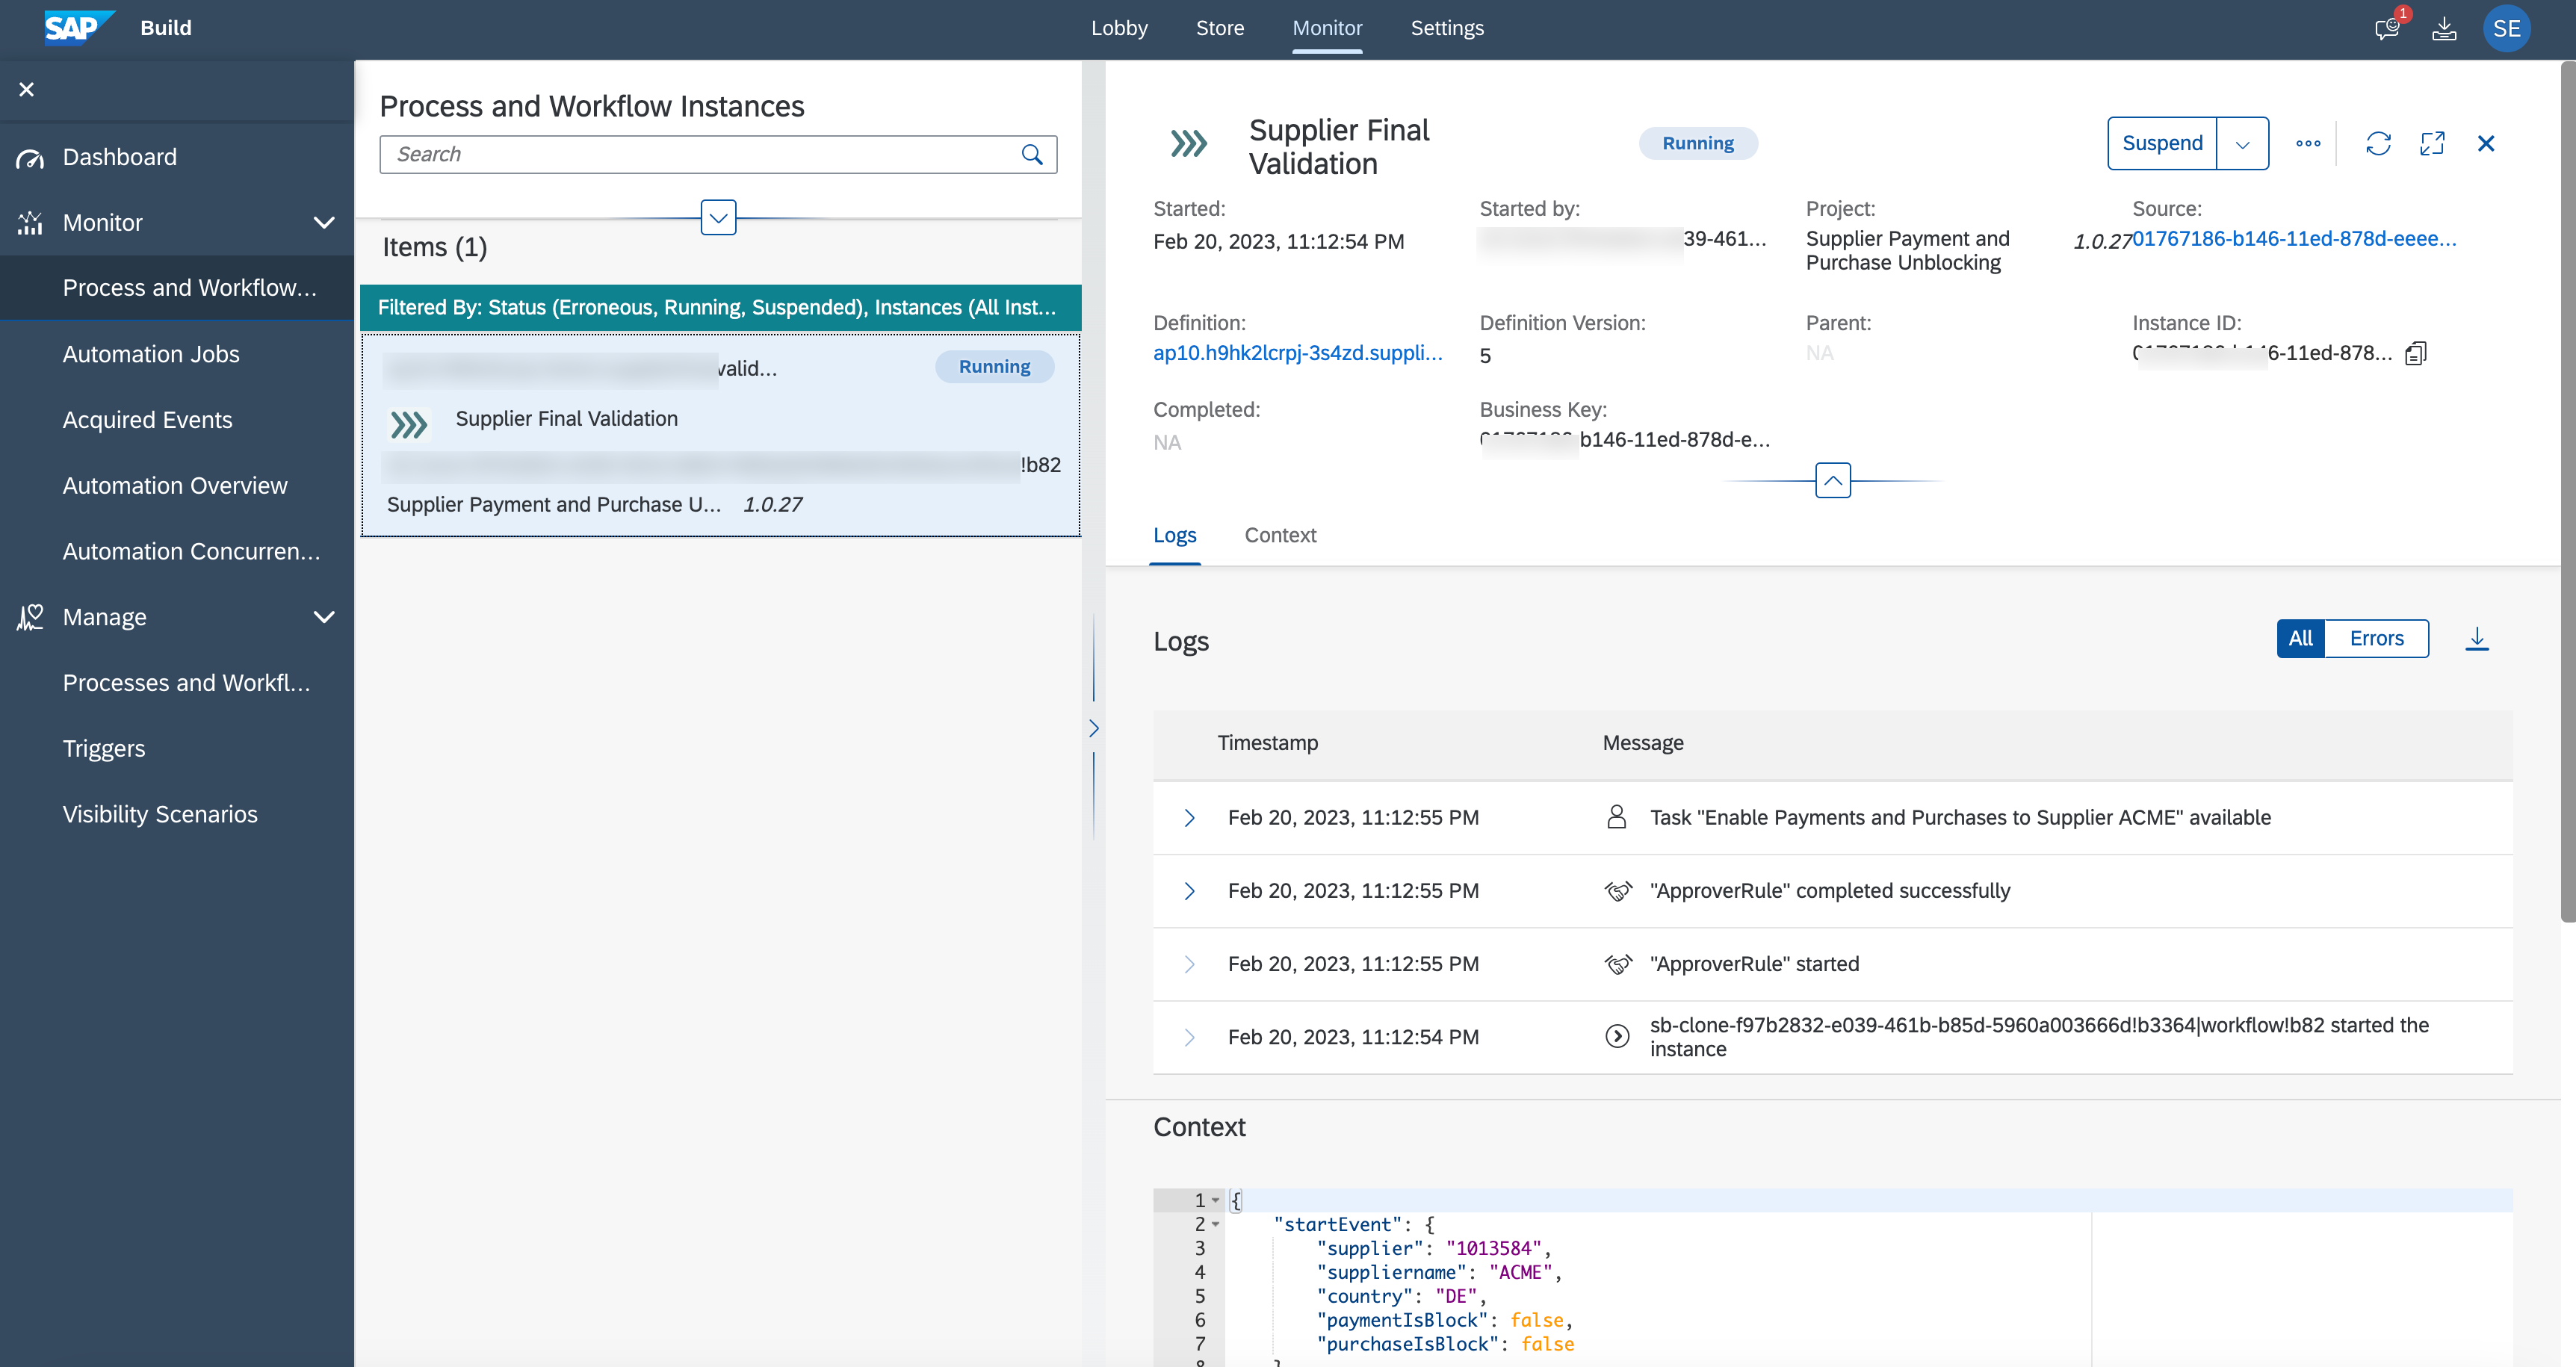 SAP Build
Lobby Store Monitor Settings
1
SE
Dashboard
Monitor
Process and Workflow...
Automation Jobs
Acquired Events
Automation Overview
Automation Concurren...
Manage
Processes and Workfl...
Triggers
Visibility Scenarios
Process and Workflow Instances
Search
Items (1)
Filtered By: Status (Erroneous, Running, Suspended), Instances (All Inst...
valid...
Running
Supplier Final Validation
!b82
Supplier Payment and Purchase U... 1.0.27
Supplier Final
Validation
Running
Suspend
Started:
Feb 20, 2023, 11:12:54 PM
Started by:
39-461...
Project:
Supplier Payment and
Purchase Unblocking
1.0.27
Source:
01767186-b146-11ed-878d-eeee...
Definition:
ap10.h9hk2lcrpj-3s4zd.suppli...
Definition Version:
5
Parent:
NA
Instance ID:
6-11ed-878...
Completed:
NA
Business Key:
b146-11ed-878d-e...
Logs Context
Logs
All Errors
Timestamp Message
Feb 20, 2023, 11:12:55 PM Task "Enable Payments and Purchases to Supplier ACME" available
Feb 20, 2023, 11:12:55 PM "ApproverRule" completed successfully
Feb 20, 2023, 11:12:55 PM "ApproverRule" started
Feb 20, 2023, 11:12:54 PM sb-clone-f97b2832-e039-461b-b85d-5960a003666d!b3364|workflow!b82 started the
instance
Context
1 {
2 "startEvent": {
3 "supplier": "1013584",
4 "suppliername": "ACME",
5 "country": "DE",
6 "paymentIsBlock": false,
7 "purchaseIsBlock": false